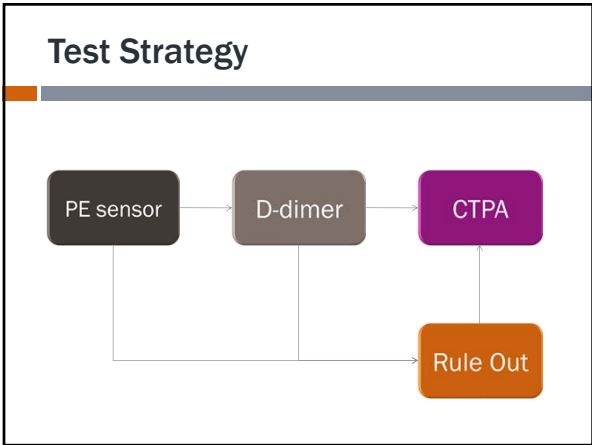 Test Strategy
PE sensor
D-dimer
CTPA
Rule Out